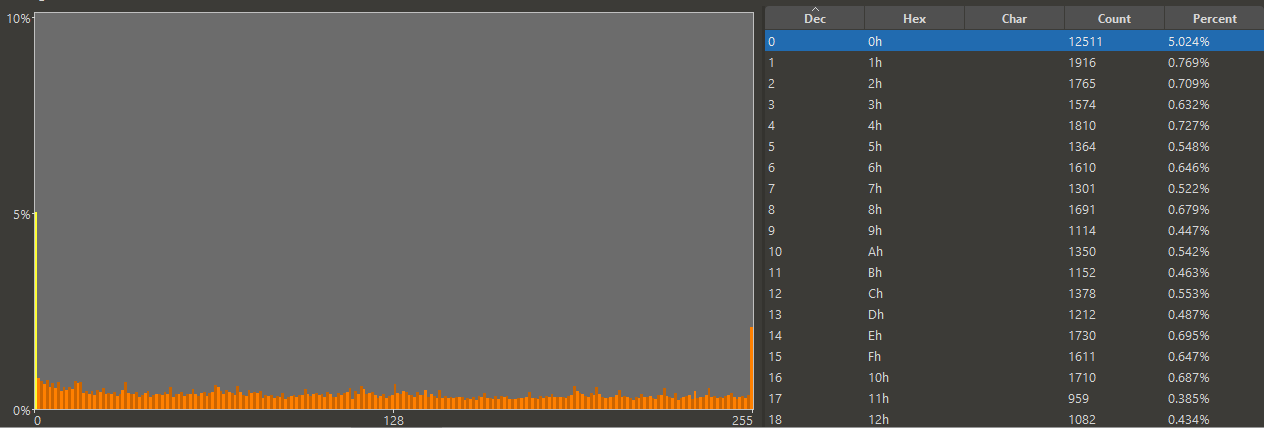 10%
5%
0%
0 128 255
Dec Hex Char Count Percent
0 0h 12511 5.024%
1 1h 1916 0.769%
2 2h 1765 0.709%
3 3h 1574 0.632%
4 4h 1810 0.727%
5 5h 1364 0.548%
6 6h 1610 0.646%
7 7h 1301 0.522%
8 8h 1691 0.679%
9 9h 1114 0.447%
10 Ah 1350 0.542%
11 Bh 1152 0.463%
12 Ch 1378 0.553%
13 Dh 1212 0.487%
14 Eh 1730 0.695%
15 Fh 1611 0.647%
16 10h 1710 0.687%
17 11h 959 0.385%
18 12h 1082 0.434%